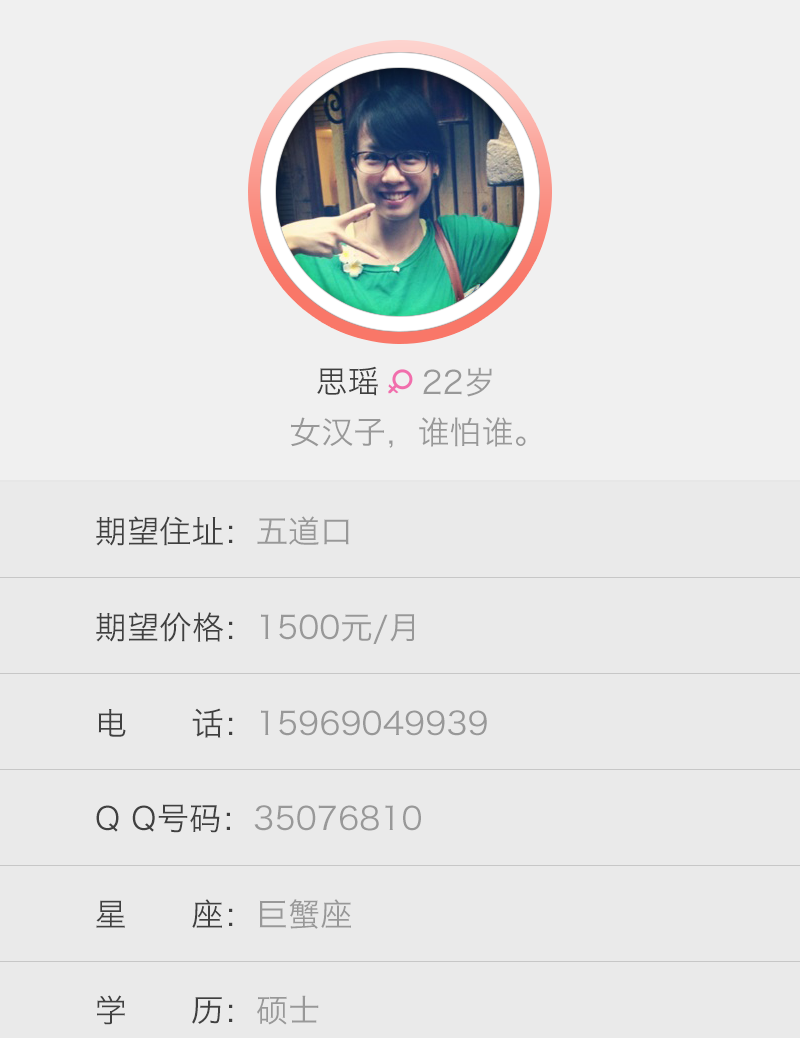 思瑶 22岁
女汉子，谁怕谁。
期望住址：五道口
期望价格：1500元/月
电 话：15969049939
Q Q号码：35076810
星 座：巨蟹座
学 历：硕士